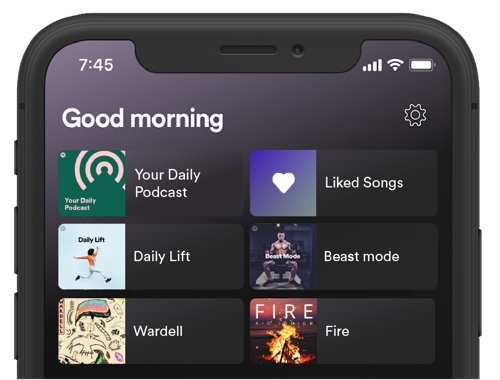 7:45
Good morning
Your Daily
Podcast
Your Daily
Podcast
Liked Songs
Daily Lift
Daily Lift
Beast Mode
Beast mode
Wardell
FIRE
Fire